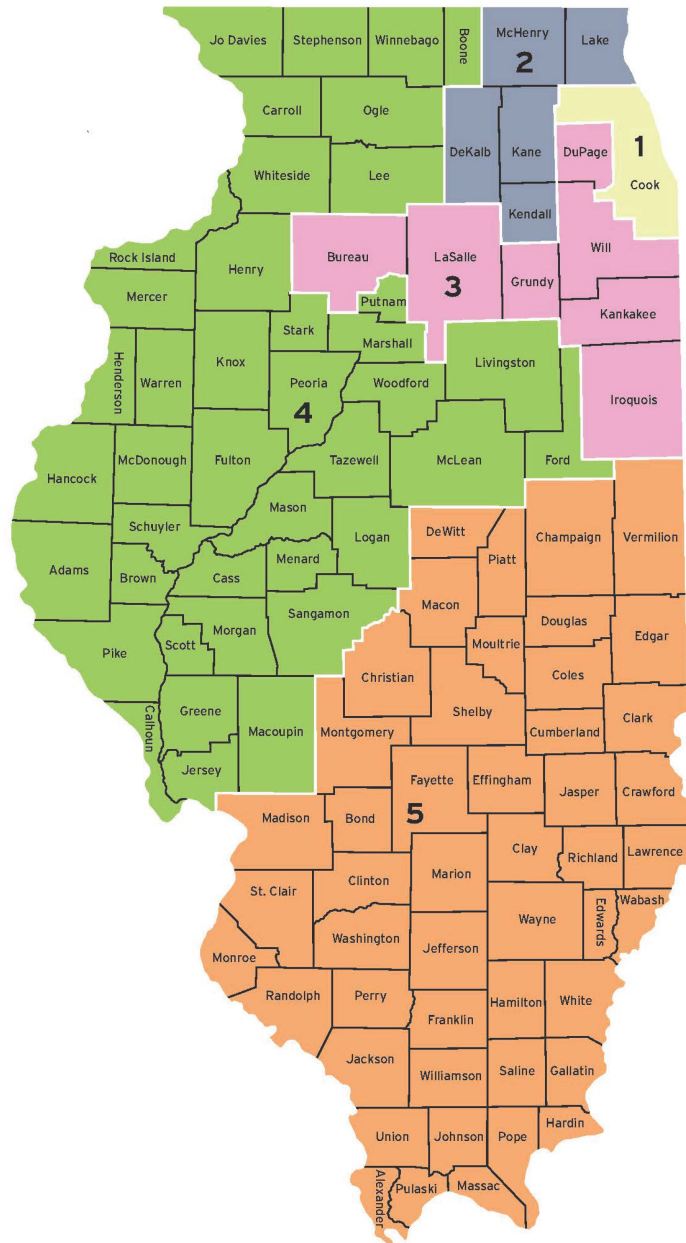 Jo Davies
Stephenson
Winnebago
Boone
McHenry
2
Lake
Carroll
Ogle
DeKalb
Kane
DuPage
1
Cook
Whiteside
Lee
Kendall
Rock Island
Henry
Bureau
LaSalle
3
Grundy
Will
Mercer
Putnam
Kankakee
Stark
Marshall
Henderson
Warren
Knox
Peoria
4
Woodford
Livingston
Iroquois
Hancock
McDonough
Fulton
Tazewell
McLean
Ford
Mason
Schuyler
Logan
DeWitt
Piatt
Champaign
Vermilion
Adams
Brown
Cass
Menard
Macon
Sangamon
Douglas
Edgar
Pike
Scott
Morgan
Moultrie
Christian
Coles
Calhoun
Greene
Macoupin
Montgomery
Shelby
Cumberland
Clark
Jersey
Fayette
5
Effingham
Jasper
Crawford
Madison
Bond
Clay
Richland
Lawrence
St. Clair
Clinton
Marion
Wayne
Edwards
Wabash
Washington
Jefferson
Monroe
Randolph
Perry
Franklin
Hamilton
White
Jackson
Williamson
Saline
Gallatin
Union
Johnson
Pope
Hardin
Alexander
Pulaski
Massac